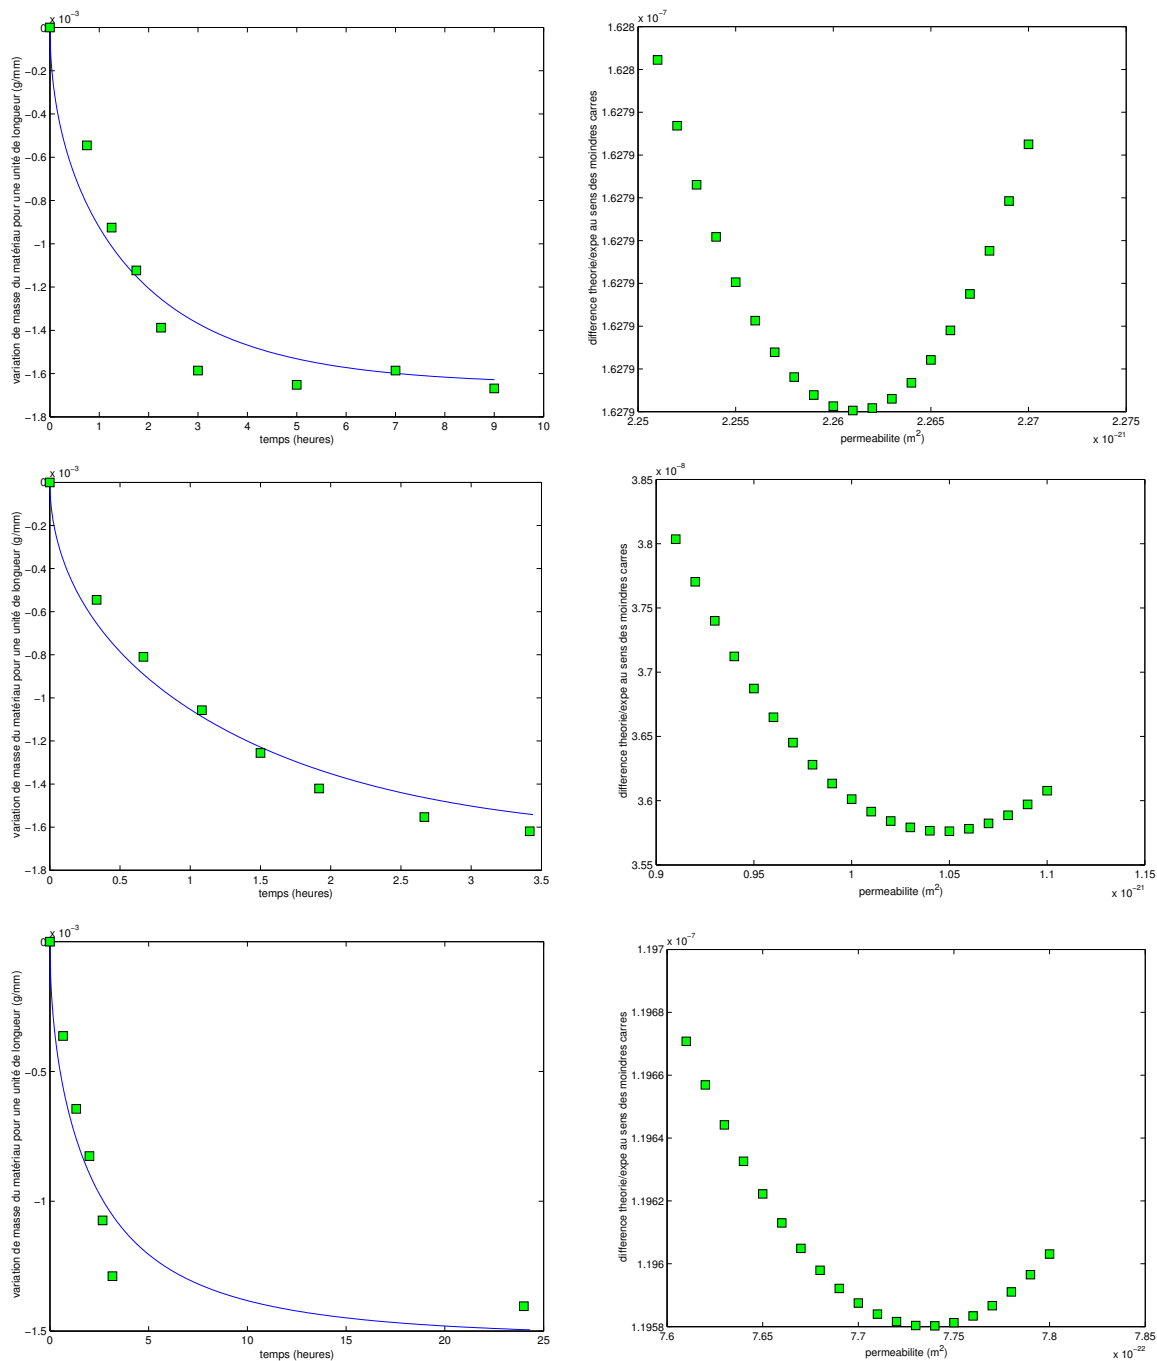 x 10−3
0
−0.2
−0.4
−0.6
−0.8
−1
−1.2
−1.4
−1.6
−1.8
0 1 2 3 4 5 6 7 8 9 10
temps (heures)
variation de masse du matériau pour une unité de longueur (g/mm)
x 10−7
1.628
1.628
1.6279
1.6279
1.6279
1.6279
1.6279
1.6279
1.6279
1.6279
2.25 2.255 2.26 2.265 2.27 2.275
x 10−21
permeabilite (m2)
difference theorie/expe au sens des moindres carres
x 10−3
0
−0.2
−0.4
−0.6
−0.8
−1
−1.2
−1.4
−1.6
−1.8
0 0.5 1 1.5 2 2.5 3 3.5
temps (heures)
variation de masse du matériau pour une unité de longueur (g/mm)
x 10−8
3.85
3.8
3.75
3.7
3.65
3.6
3.55
0.9 0.95 1 1.05 1.1 1.15
x 10−21
permeabilite (m2)
difference theorie/expe au sens des moindres carres
x 10−3
0
−0.5
−1
−1.5
0 5 10 15 20 25
temps (heures)
variation de masse du matériau pour une unité de longueur (g/mm)
x 10−7
1.197
1.1968
1.1966
1.1964
1.1962
1.196
1.1958
7.6 7.65 7.7 7.75 7.8 7.85
x 10−22
permeabilite (m2)
difference theorie/expe au sens des moindres carres